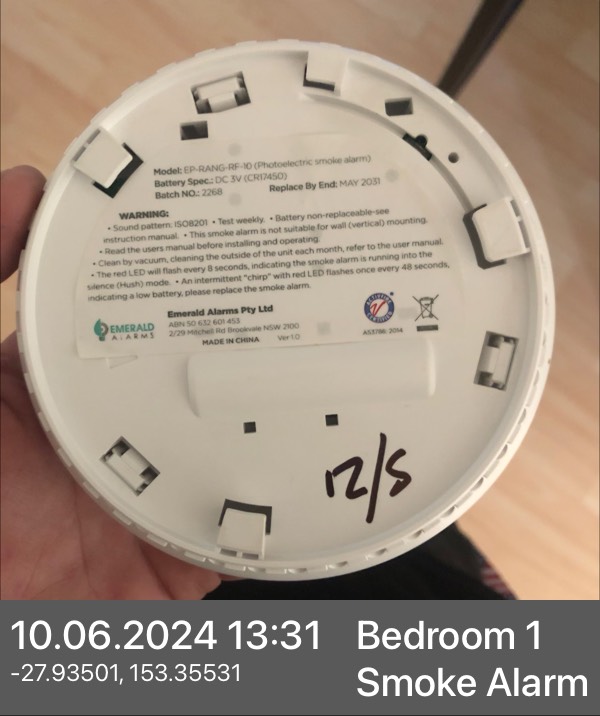 Model: EP-RANG-RF-10 (Photoelectric smoke alarm)
Battery Spec.: DC 3V (CR17450)
Batch NO.: 2268 Replace By End: MAY 2031
WARNING:
• Sound pattern: ISO8201 • Test weekly. • Battery non-replaceable-see
instruction manual. • This smoke alarm is not suitable for wall (vertical) mounting.
• Read the users manual before installing and operating.
• Clean by vacuum, cleaning the outside of the unit each month, refer to the user manual.
• The red LED will flash every 8 seconds, indicating the smoke alarm is running into the
silence (Hush) mode. • An intermittent "chirp" with red LED flashes once every 48 seconds,
indicating a low battery, please replace the smoke alarm.
EMERALD
ALARMS
Emerald Alarms Pty Ltd
ABN 50 632 601 453
2/29 Mitchell Rd Brookvale NSW 2100
MADE IN CHINA Ver1.0
AS3786: 2014
12/5
10.06.2024 13:31
-27.93501, 153.35531
Bedroom 1
Smoke Alarm